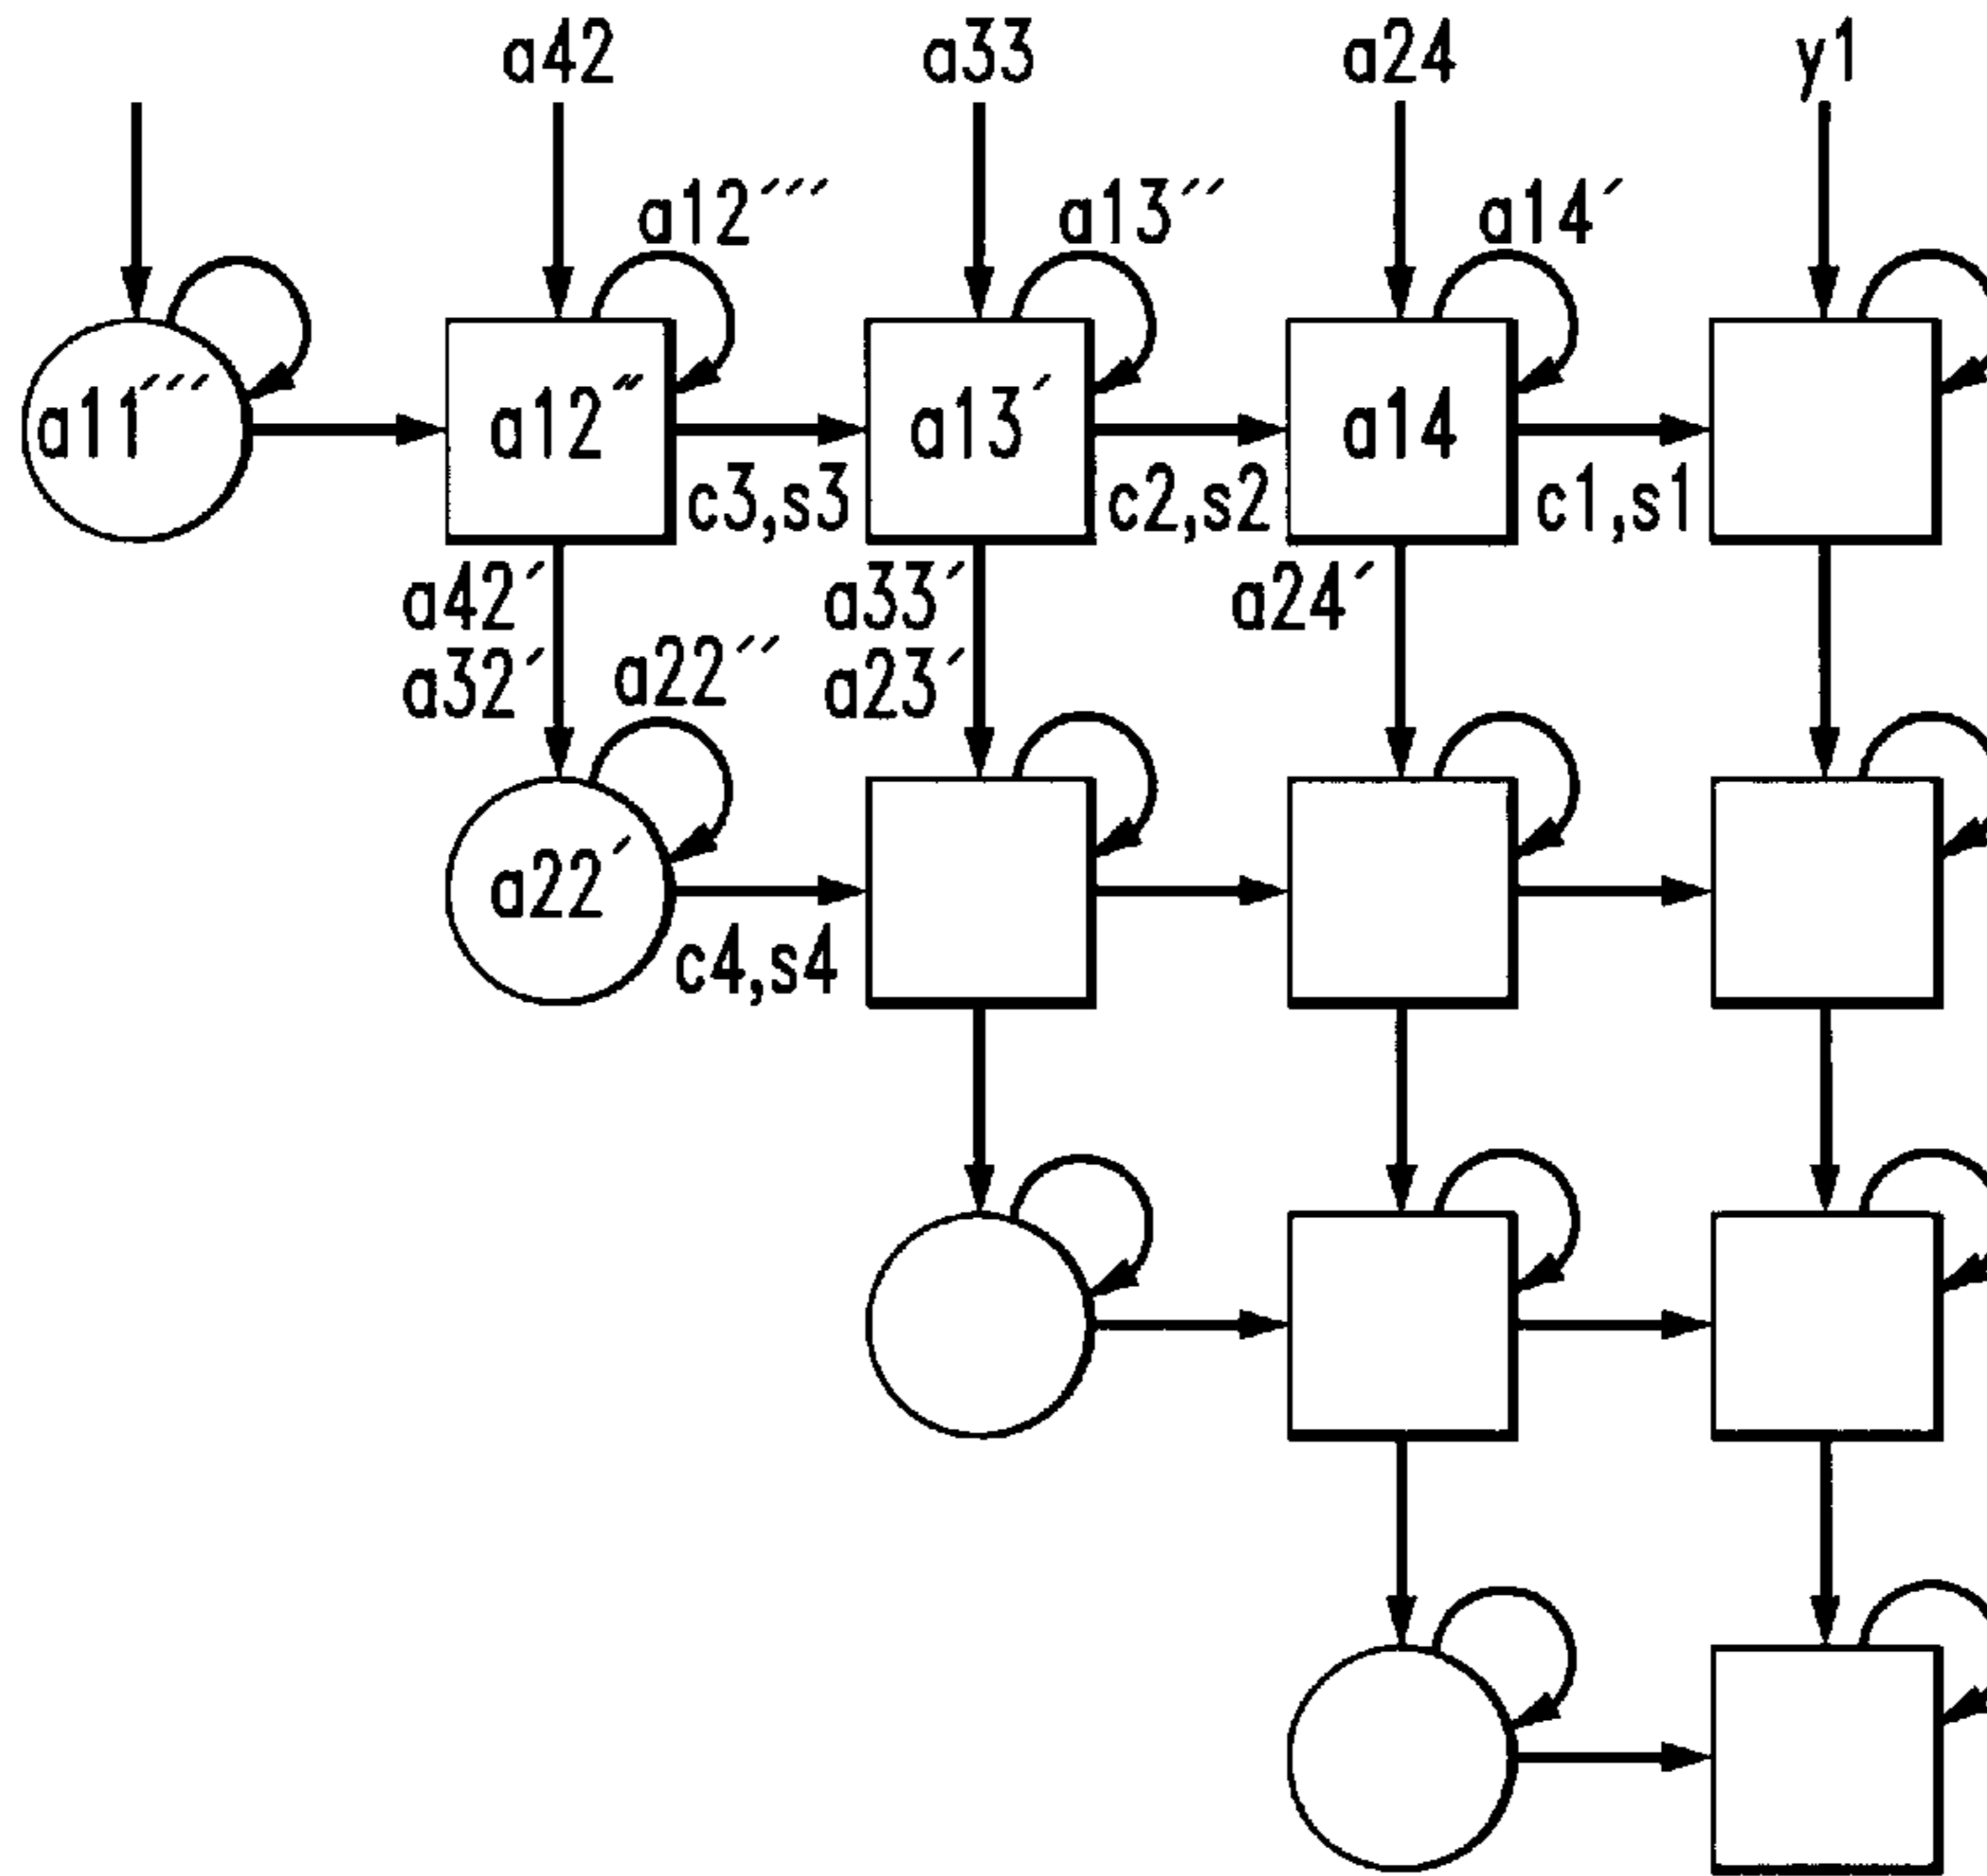 a42 a33 a24 y1
a12´´´ a13´´ a14´
a11´´´ a12´´ a13´ a14
c3,s3 c2,s2 c1,s1
a42´ a33´ a24´
a32´ a22´´ a23´
a22´
c4,s4